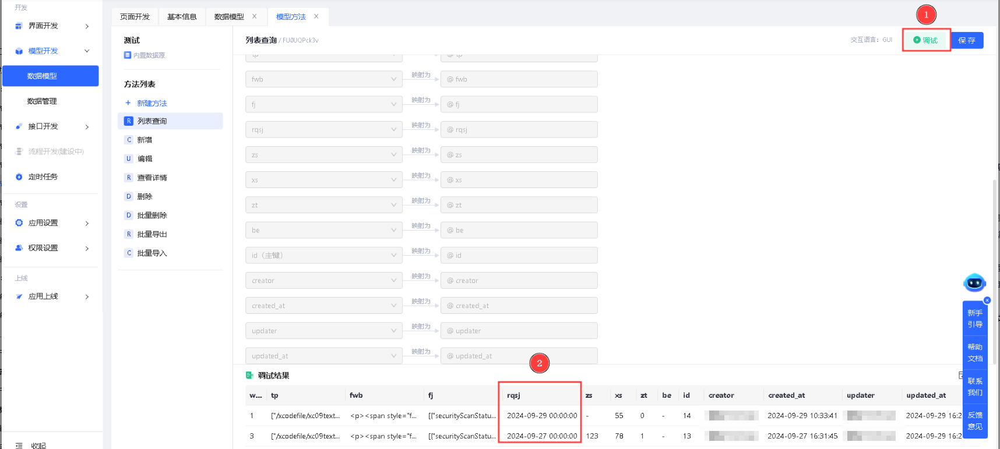 开发
界面开发
模型开发
数据模型
数据管理
接口开发
流程开发(建设中)
定时任务
设置
应用设置
权限设置
上线
应用上线
收起
页面开发
基本信息
数据模型
模型方法
测试
内置数据源
方法列表
+ 新建方法
R 列表查询
C 新增
U 编辑
R 查看详情
D 删除
D 批量删除
R 批量导出
C 批量导入
列表查询 / FU0UQPck3v
交互语言: GUI
1
调试
保存
tp @ tp
fwb 映射为 @ fwb
fj 映射为 @ fj
rqsj 映射为 @ rqsj
zs 映射为 @ zs
xs 映射为 @ xs
zt 映射为 @ zt
be 映射为 @ be
id（主键） 映射为 @ id
creator 映射为 @ creator
created_at 映射为 @ created_at
updater 映射为 @ updater
updated_at 映射为 @ updated_at
2
调试结果
w... tp fwb fj rqsj zs xs zt be id creator created_at updater updated_at
1 ["/xcodefile/xc09text... <p><span style="f... [["securityScanStatu... 2024-09-29 00:00:00 - 55 0 - 14 2024-09-29 10:33:41 2024-09-29 16:2
3 ["/xcodefile/xc09text... <p><span style="f... [["securityScanStatu... 2024-09-27 00:00:00 123 78 1 - 13 2024-09-27 16:31:45 2024-09-29 16:2
新手
引导
帮助
文档
联系
我们
反馈
意见